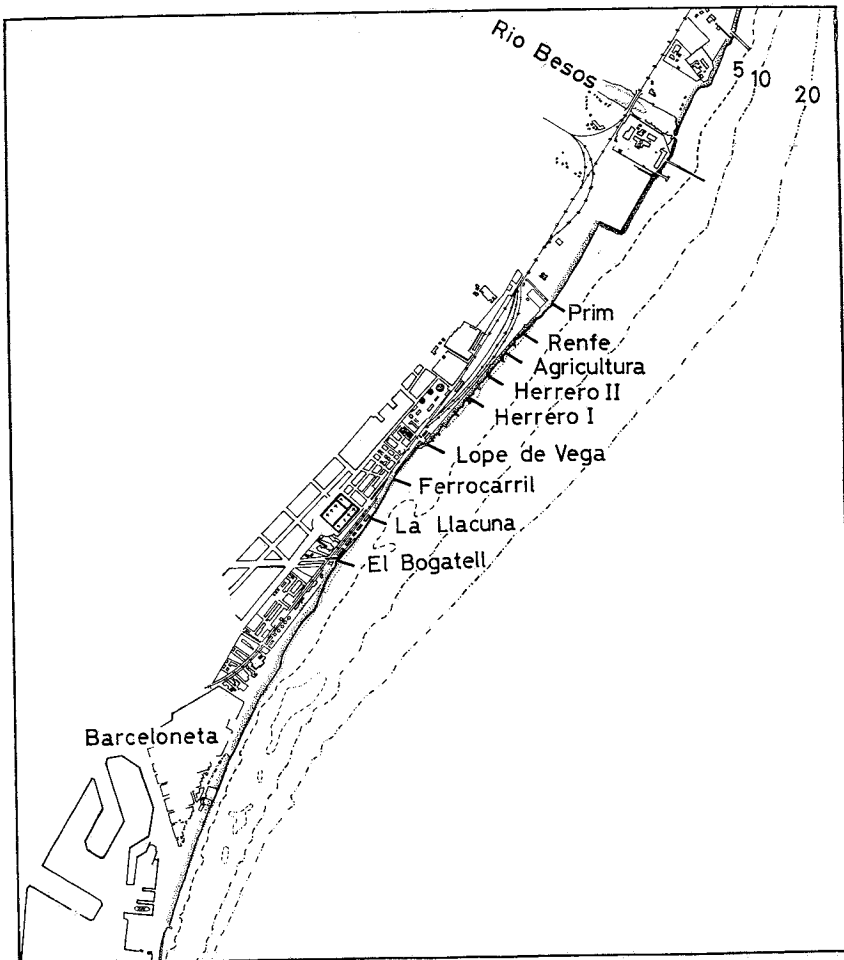 Rio Besos
5 10
20
Prim
Renfe
Agricultura
Herrero II
Herrero I
Lope de Vega
Ferrocarril
La Llacuna
El Bogatell
Barceloneta